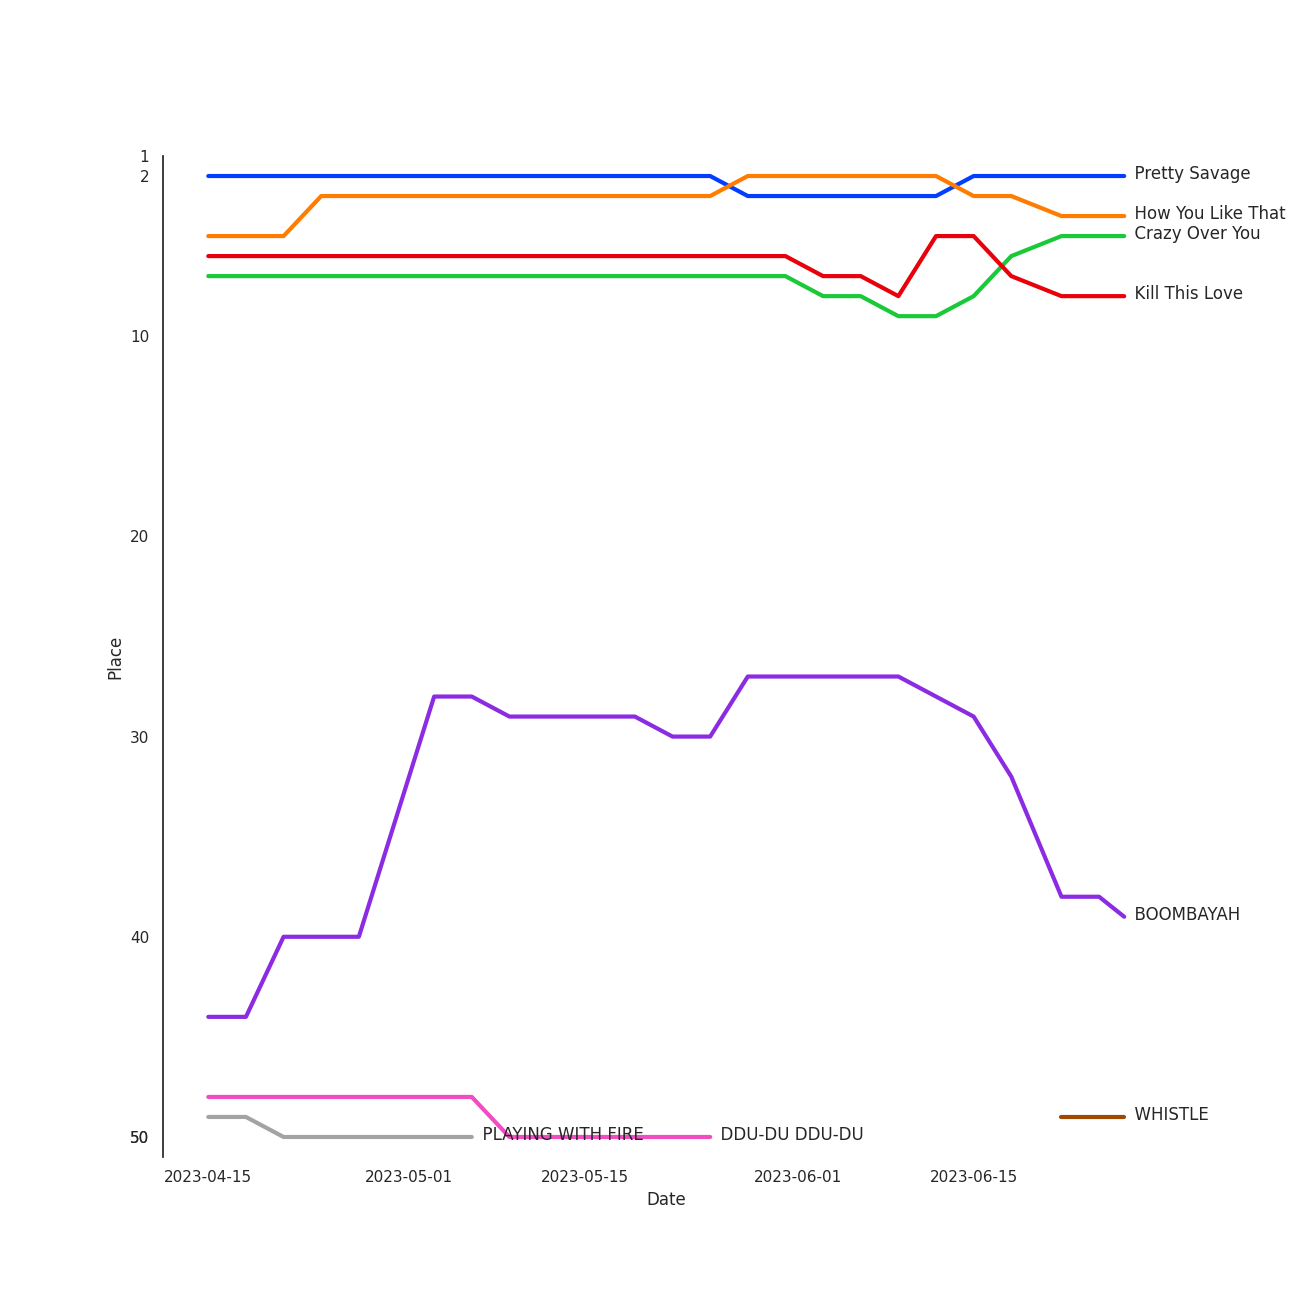 1
2
10
20
30
40
50
Place
Pretty Savage
How You Like That
Crazy Over You
Kill This Love
BOOMBAYAH
WHISTLE
PLAYING WITH FIRE
DDU-DU DDU-DU
2023-04-15
2023-05-01
2023-05-15
2023-06-01
2023-06-15
Date